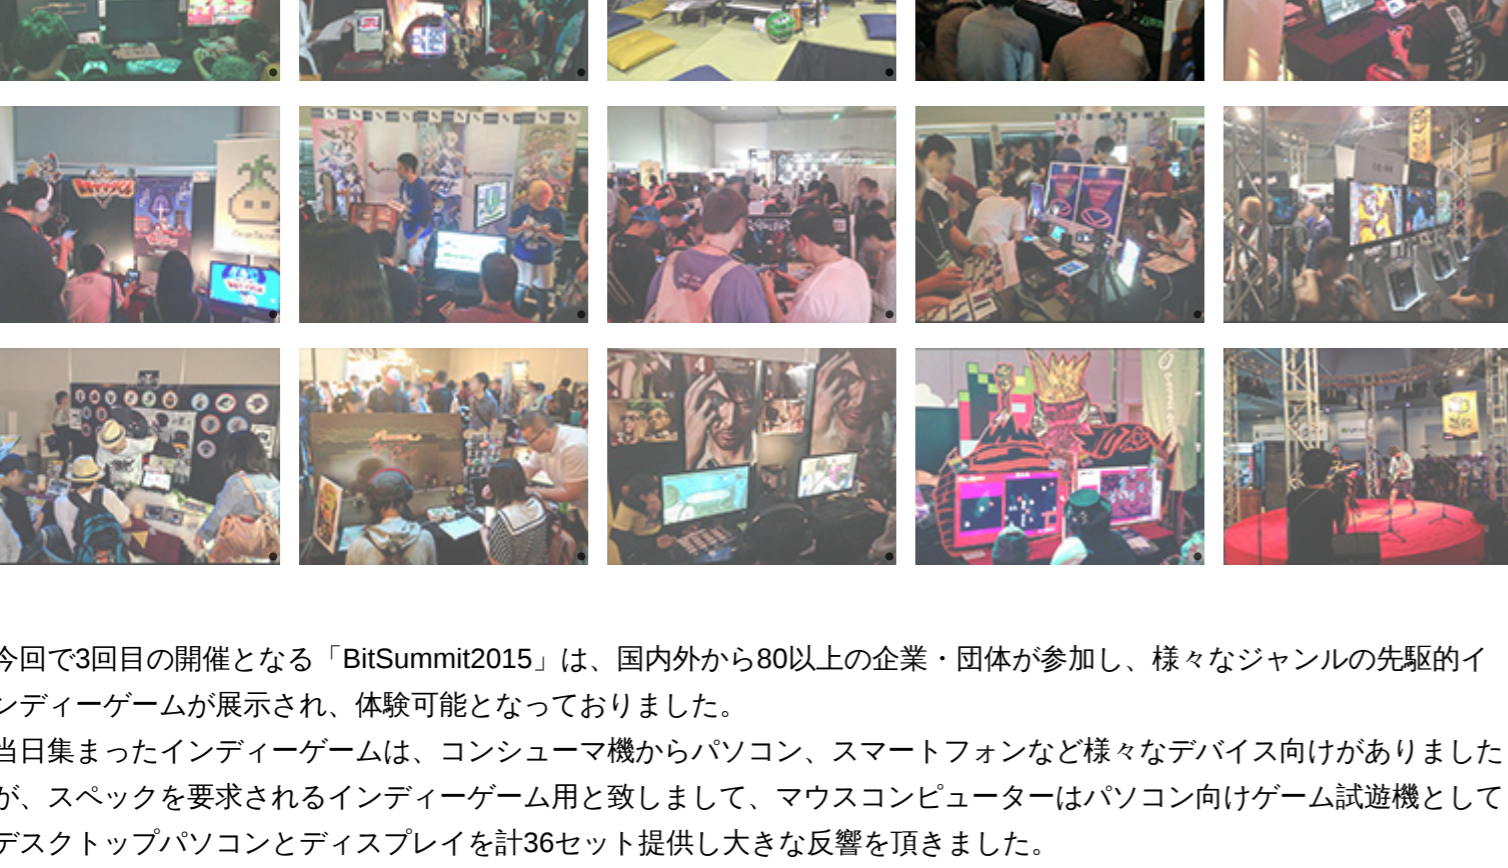 今回で3回目の開催となる「BitSummit2015」は、国内外から80以上の企業・団体が参加し、様々なジャンルの先駆的イ
ンディーゲームが展示され、体験可能となっておりました。
当日集まったインディーゲームは、コンシューマ機からパソコン、スマートフォンなど様々なデバイス向けがありました
が、スペックを要求されるインディーゲーム用と致しまして、マウスコンピューターはパソコン向けゲーム試遊機として
デスクトップパソコンとディスプレイを計36セット提供し大きな反響を頂きました。